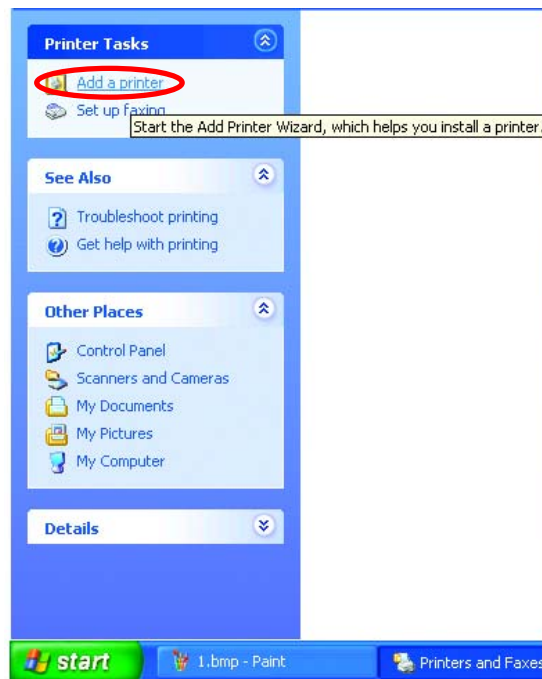 Printer Tasks
Add a printer
Set up faxing
Start the Add Printer Wizard, which helps you install a printer.
See Also
Troubleshoot printing
Get help with printing
Other Places
Control Panel
Scanners and Cameras
My Documents
My Pictures
My Computer
Details
start
1.bmp - Paint
Printers and Faxes